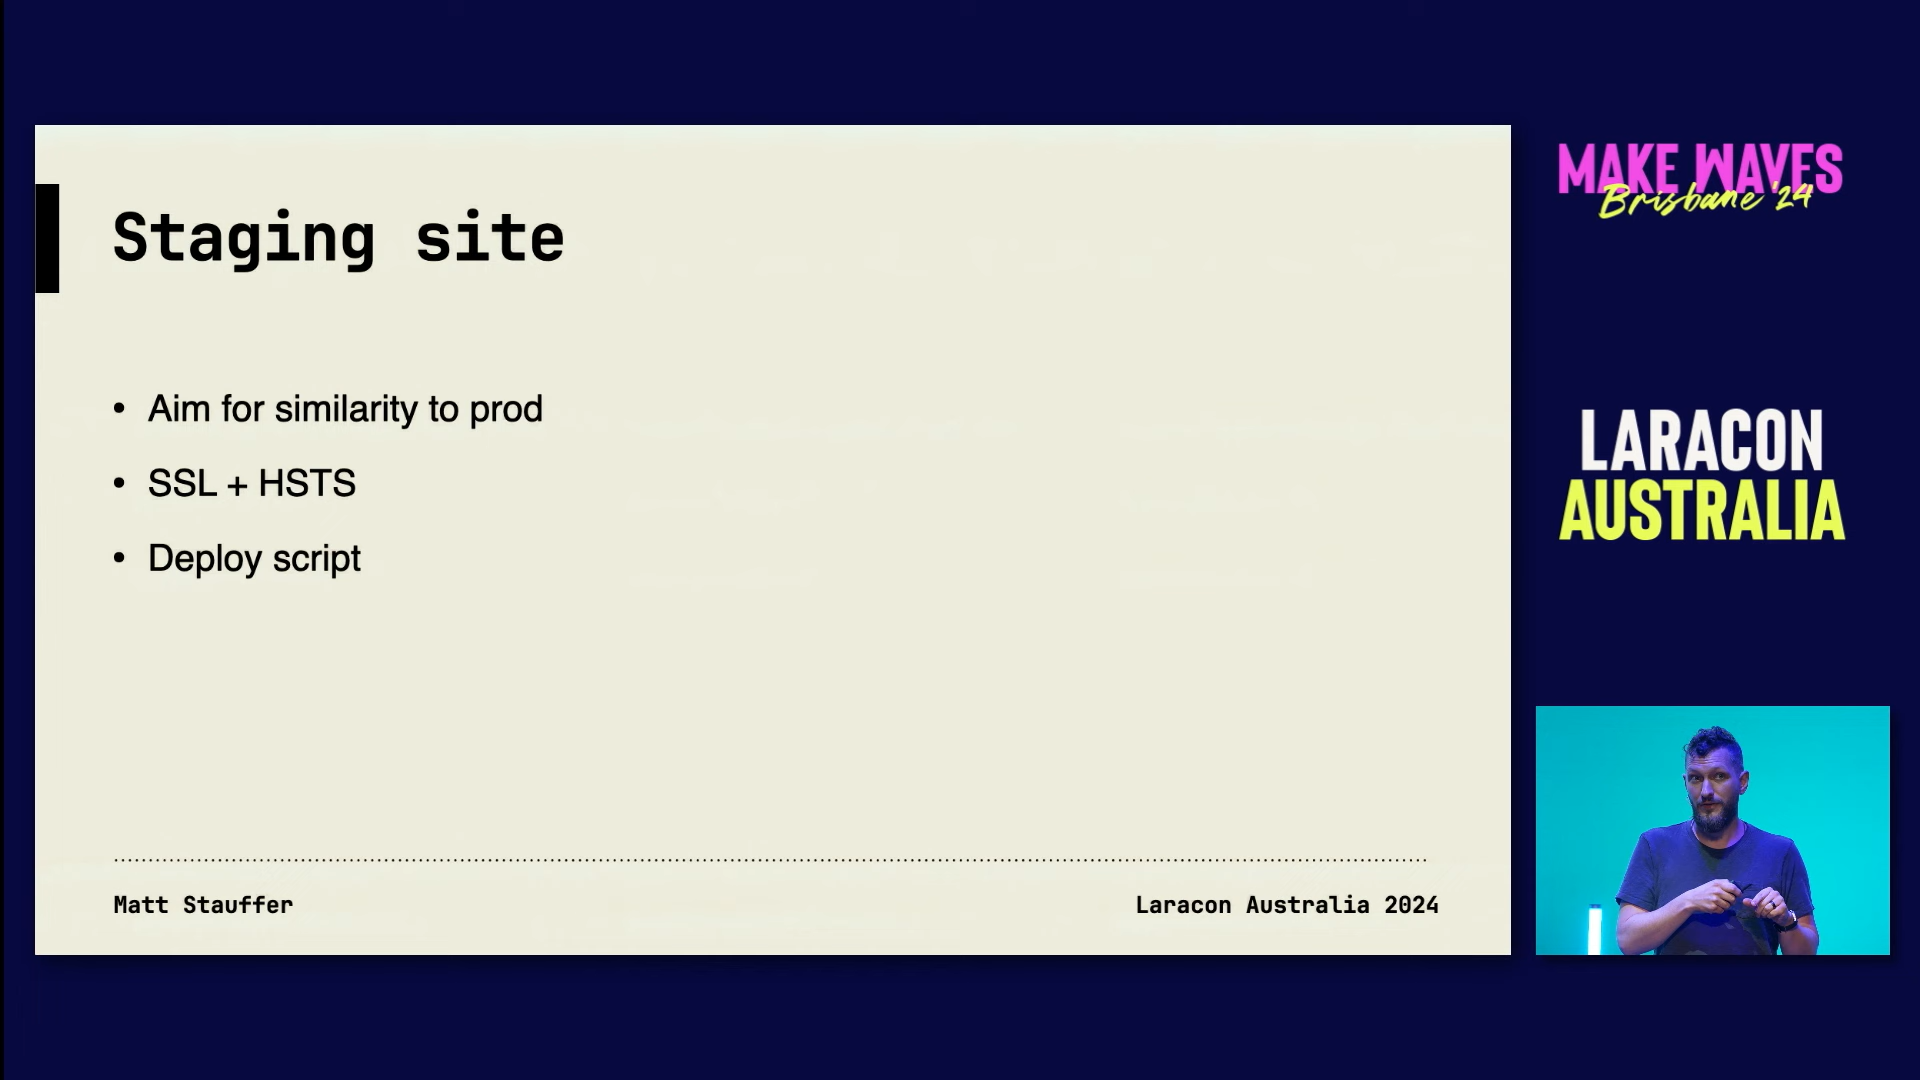 Staging site
• Aim for similarity to prod
• SSL + HSTS
• Deploy script
Matt Stauffer
Laracon Australia 2024
MAKE WAVES
Brisbane '24
LARACON
AUSTRALIA